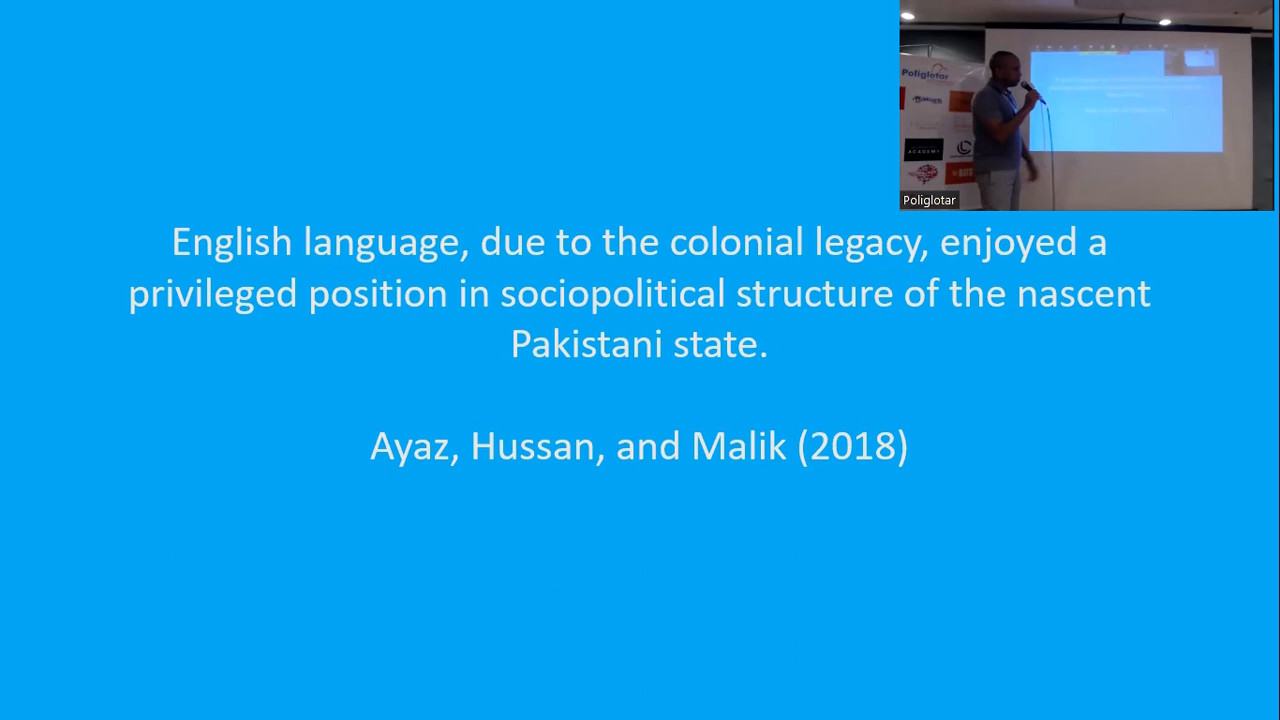 English language, due to the colonial legacy, enjoyed a
privileged position in sociopolitical structure of the nascent
Pakistani state.
Ayaz, Hussan, and Malik (2018)
Poliglotar
ACADEMY
Poliglotar